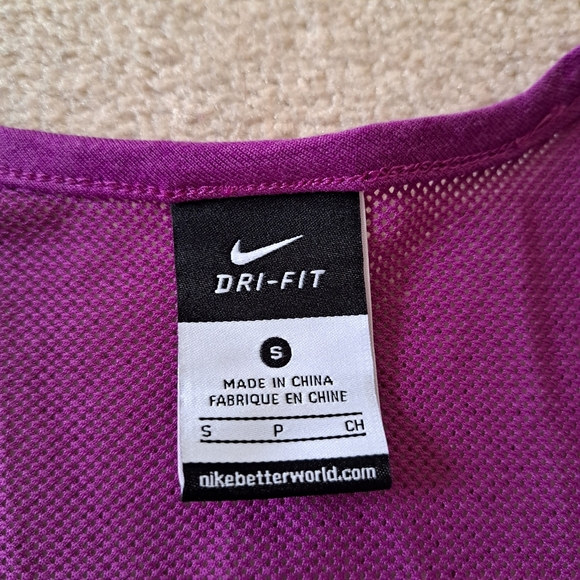 DRI-FIT
S
MADE IN CHINA
FABRIQUE EN CHINE
S P CH
nikebetterworld.com